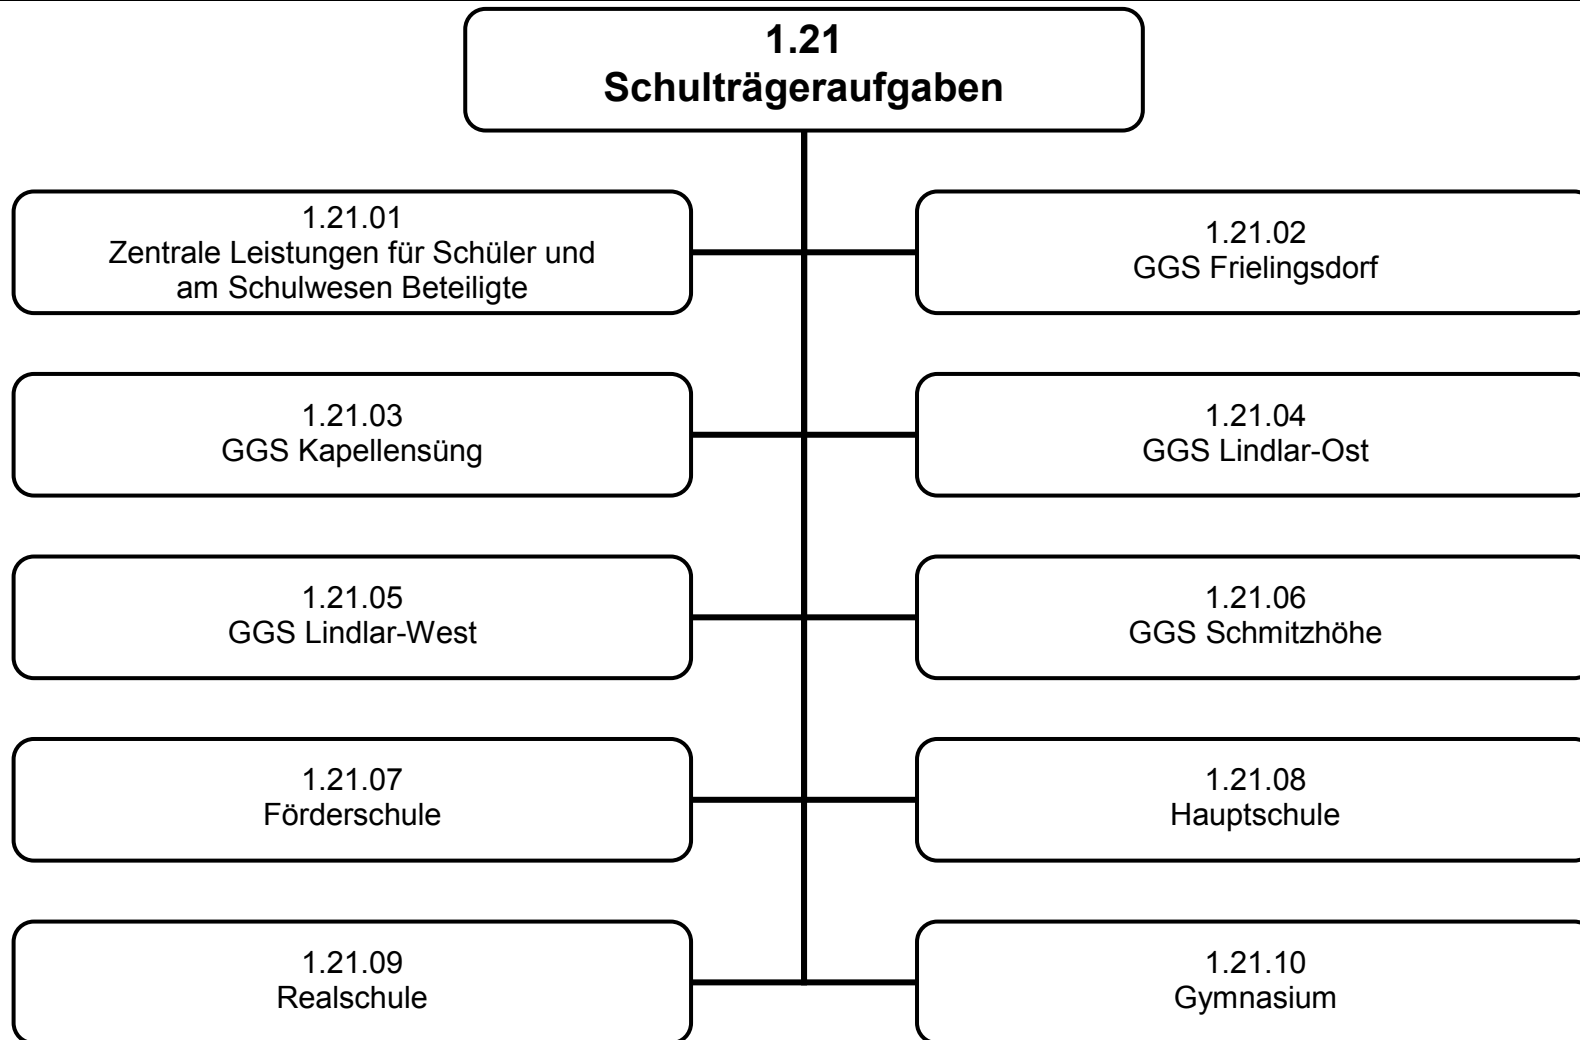 1.21
Schulträgeraufgaben
1.21.01
Zentrale Leistungen für Schüler und
am Schulwesen Beteiligte
1.21.02
GGS Frielingsdorf
1.21.03
GGS Kapellensüng
1.21.04
GGS Lindlar-Ost
1.21.05
GGS Lindlar-West
1.21.06
GGS Schmitzhöhe
1.21.07
Förderschule
1.21.08
Hauptschule
1.21.09
Realschule
1.21.10
Gymnasium